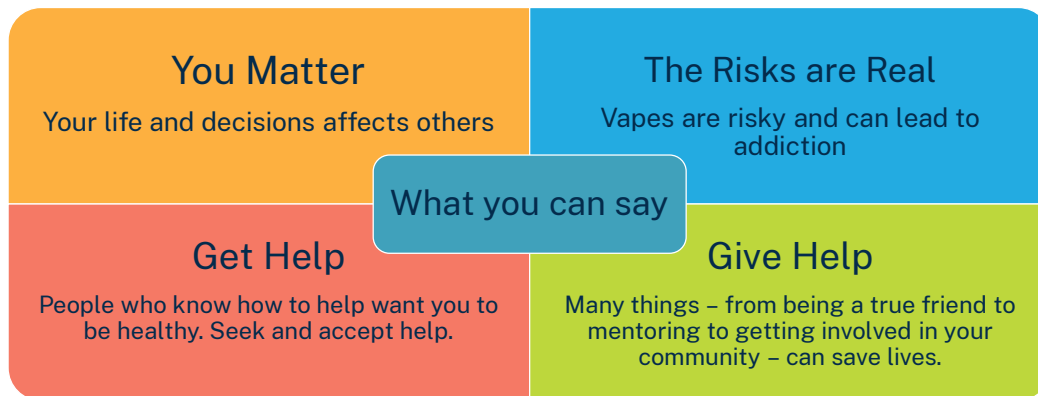 You Matter
Your life and decisions affects others
The Risks are Real
Vapes are risky and can lead to
addiction
What you can say
Get Help
People who know how to help want you to
be healthy. Seek and accept help.
Give Help
Many things – from being a true friend to
mentoring to getting involved in your
community – can save lives.